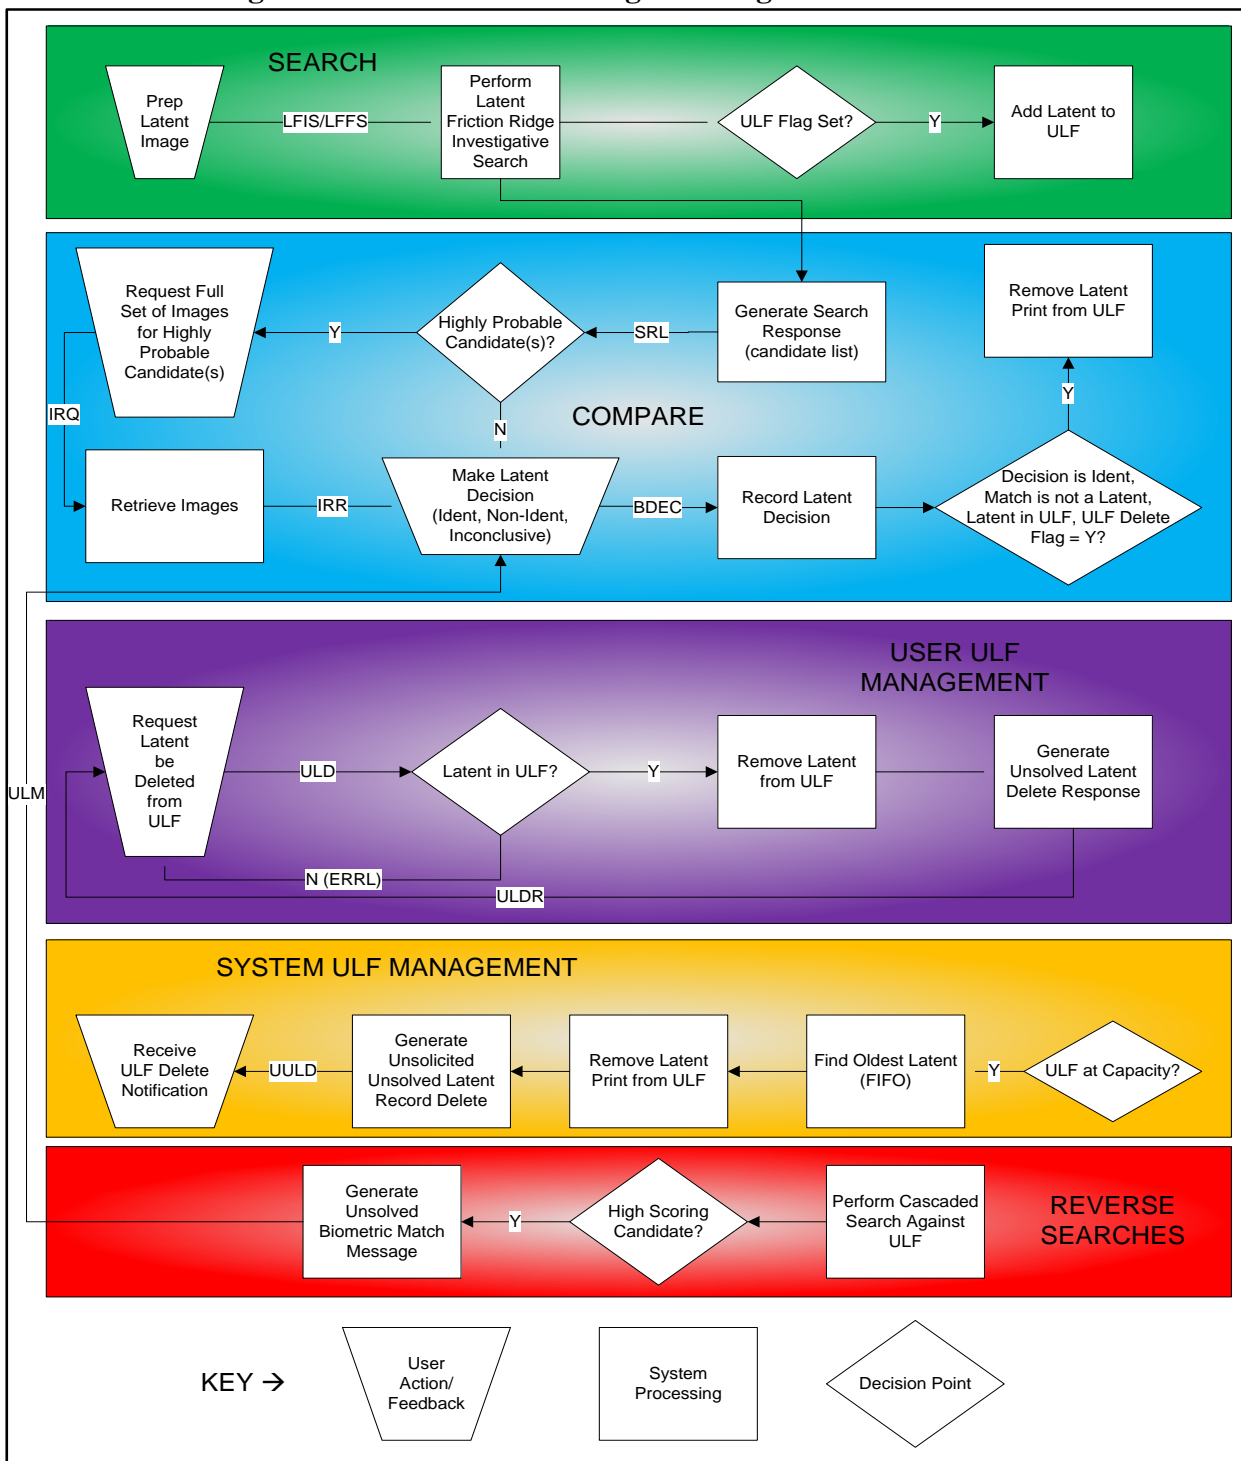 SEARCH
Prep
Latent
Image
LFIS/LFFS
Perform
Latent
Friction Ridge
Investigative
Search
ULF Flag Set?
Y
Add Latent to
ULF
Request Full
Set of Images
for Highly
Probable
Candidate(s)
Y
Highly Probable
Candidate(s)?
SRL
Generate Search
Response
(candidate list)
Remove Latent
Print from ULF
IRQ
N
COMPARE
Y
Retrieve Images
IRR
Make Latent
Decision
(Ident, Non-Ident,
Inconclusive)
BDEC
Record Latent
Decision
Decision is Ident,
Match is not a Latent,
Latent in ULF, ULF Delete
Flag = Y?
USER ULF
MANAGEMENT
Request
Latent
be
Deleted
from
ULF
ULD
Latent in ULF?
Y
Remove Latent
from ULF
Generate
Unsolved Latent
Delete Response
ULM
N (ERRL)
ULDR
SYSTEM ULF MANAGEMENT
Receive
ULF Delete
Notification
UULD
Generate
Unsolicited
Unsolved Latent
Record Delete
Remove Latent
Print from ULF
Find Oldest Latent
(FIFO)
Y
ULF at Capacity?
Generate
Unsolved
Biometric Match
Message
Y
High Scoring
Candidate?
Perform Cascaded
Search Against
ULF
REVERSE
SEARCHES
KEY →
User
Action/
Feedback
System
Processing
Decision Point